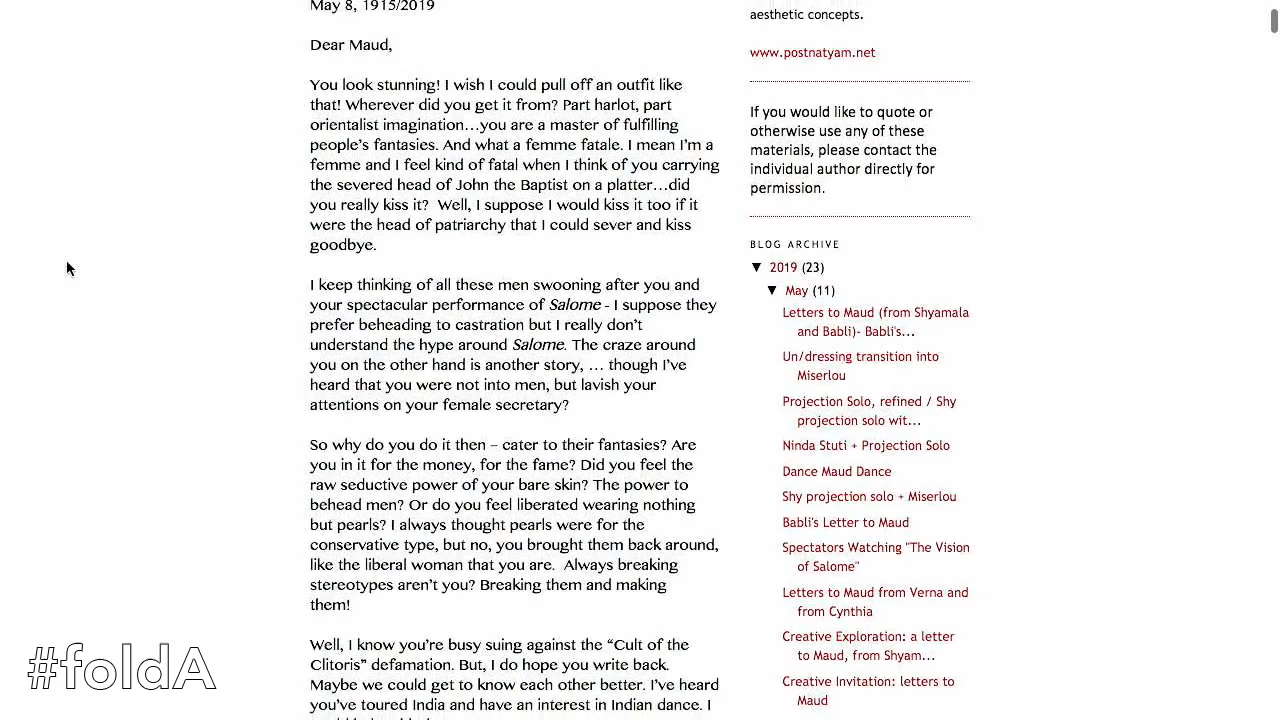 May 8, 1915/2019
Dear Maud,
You look stunning! I wish I could pull off an outfit like
that! Wherever did you get it from? Part harlot, part
orientalist imagination…you are a master of fulfilling
people's fantasies. And what a femme fatale. I mean I'm a
femme and I feel kind of fatal when I think of you carrying
the severed head of John the Baptist on a platter…did
you really kiss it?  Well, I suppose I would kiss it too if it
were the head of patriarchy that I could sever and kiss
goodbye.
I keep thinking of all these men swooning after you and
your spectacular performance of Salome - I suppose they
prefer beheading to castration but I really don't
understand the hype around Salome. The craze around
you on the other hand is another story, … though I've
heard that you were not into men, but lavish your
attentions on your female secretary?
So why do you do it then – cater to their fantasies? Are
you in it for the money, for the fame? Did you feel the
raw seductive power of your bare skin? The power to
behead men? Or do you feel liberated wearing nothing
but pearls? I always thought pearls were for the
conservative type, but no, you brought them back around,
like the liberal woman that you are.  Always breaking
stereotypes aren't you? Breaking them and making
them!
Well, I know you're busy suing against the “Cult of the
Clitoris” defamation. But, I do hope you write back.
Maybe we could get to know each other better. I've heard
you've toured India and have an interest in Indian dance. I
aesthetic concepts.
www.postnatyam.net
If you would like to quote or
otherwise use any of these
materials, please contact the
individual author directly for
permission.
BLOG ARCHIVE
▼ 2019 (23)
▼ May (11)
Letters to Maud (from Shyamala
and Babli)- Babli's...
Un/dressing transition into
Miserlou
Projection Solo, refined / Shy
projection solo wit...
Ninda Stuti + Projection Solo
Dance Maud Dance
Shy projection solo + Miserlou
Babli's Letter to Maud
Spectators Watching "The Vision
of Salome"
Letters to Maud from Verna and
from Cynthia
Creative Exploration: a letter
to Maud, from Shyam...
Creative Invitation: letters to
Maud
#foldA